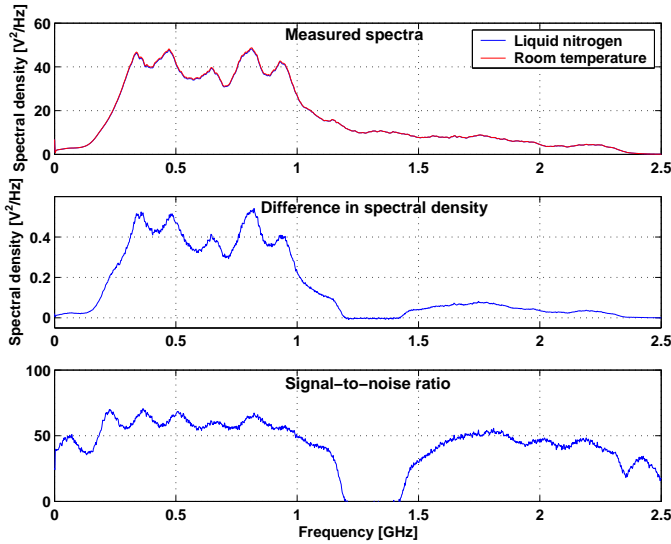 Measured spectra
Liquid nitrogen
Room temperature
Spectral density [V²/Hz]
60
40
20
0
0 0.5 1 1.5 2 2.5
Difference in spectral density
Spectral density [V²/Hz]
0.4
0.2
0
0 0.5 1 1.5 2 2.5
Signal−to−noise ratio
100
50
0
0 0.5 1 1.5 2 2.5
Frequency [GHz]